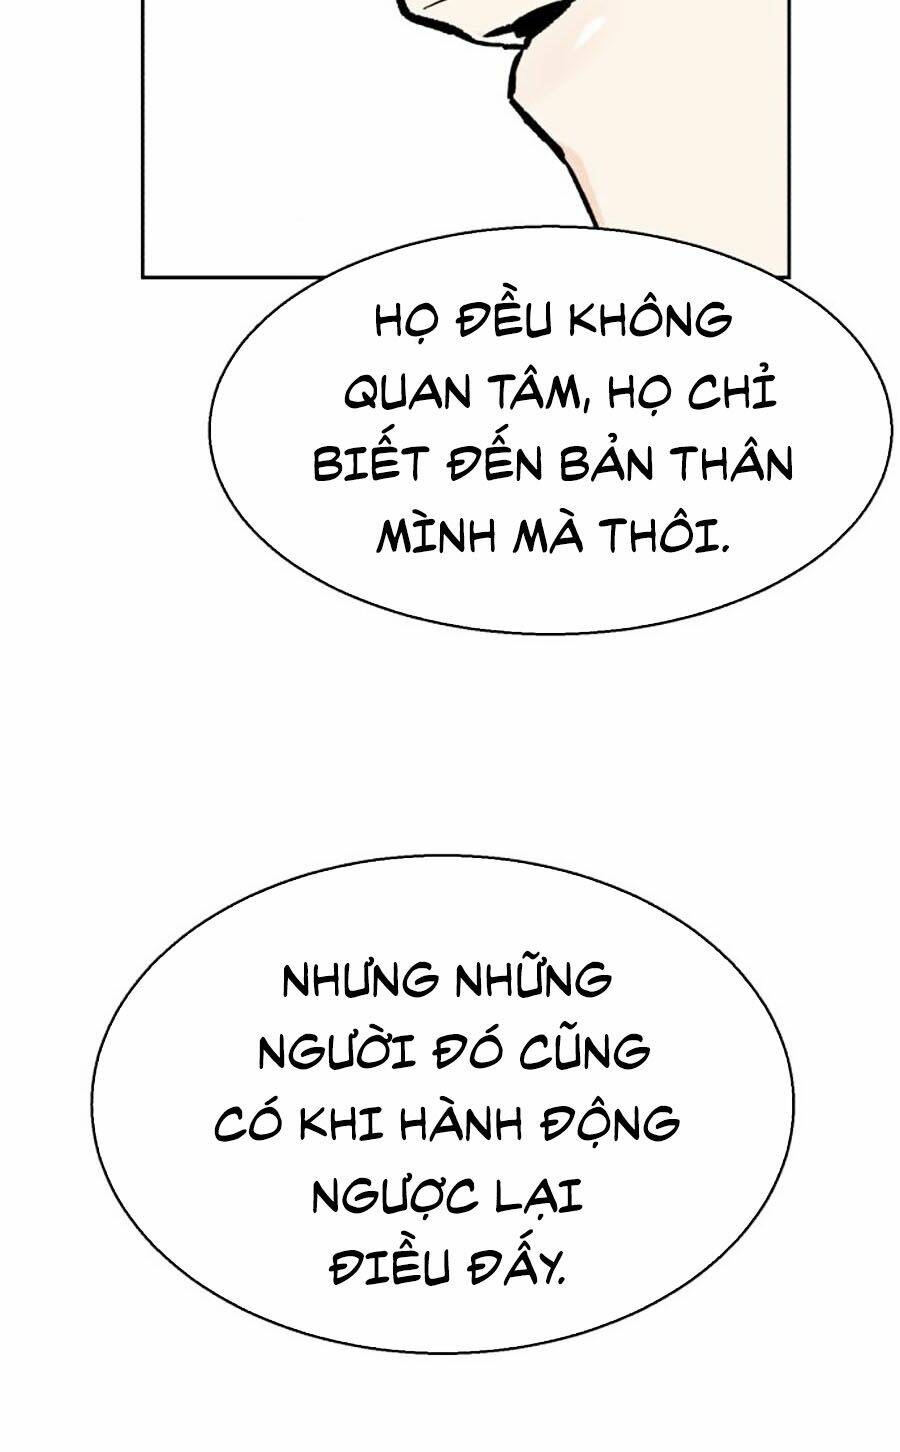 HỌ ĐỀU KHÔNG
QUAN TÂM, HỌ CHỈ
BIẾT ĐẾN BẢN THÂN
MÌNH MÀ THÔI.
NHƯNG NHỮNG
NGƯỜI ĐÓ CŨNG
CÓ KHI HÀNH ĐỘNG
NGƯỢC LẠI
ĐIỀU ĐẤY.